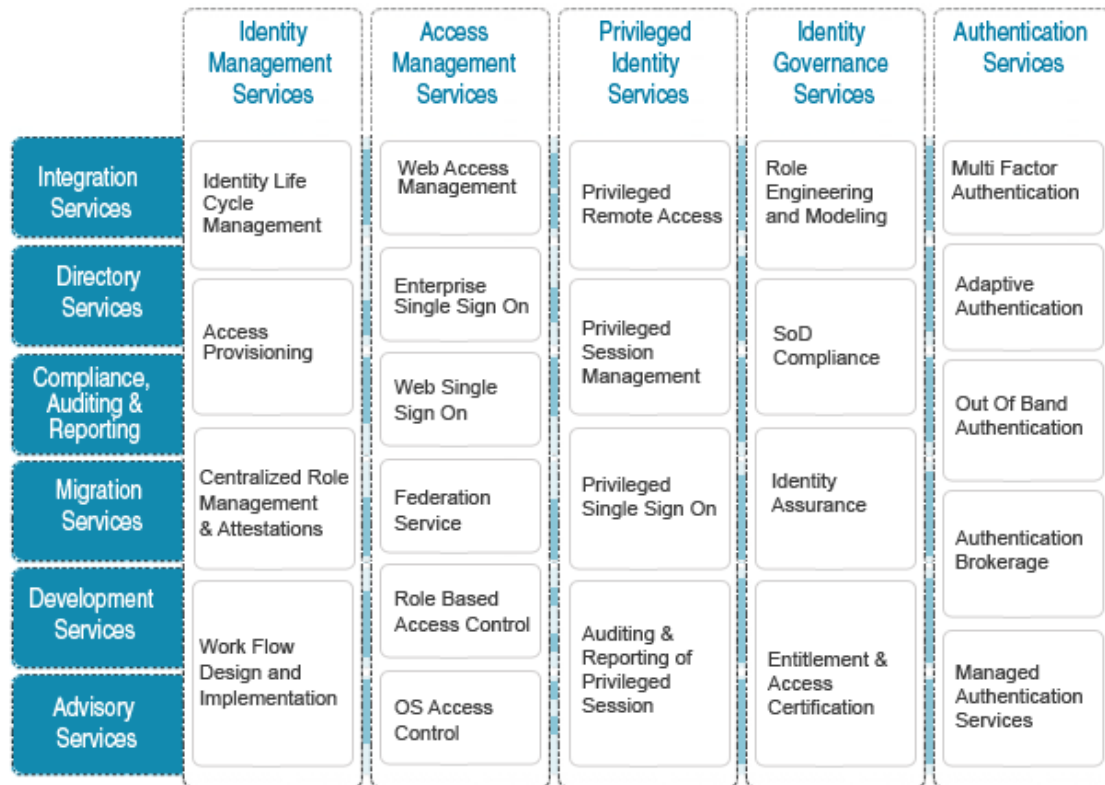 Identity
Management
Services
Access
Management
Services
Privileged
Identity
Services
Identity
Governance
Services
Authentication
Services
Integration
Services
Directory
Services
Compliance,
Auditing &
Reporting
Migration
Services
Development
Services
Advisory
Services
Identity Life
Cycle
Management
Access
Provisioning
Centralized Role
Management
& Attestations
Work Flow
Design and
Implementation
Web Access
Management
Enterprise
Single Sign On
Web Single
Sign On
Federation
Service
Role Based
Access Control
OS Access
Control
Privileged
Remote Access
Privileged
Session
Management
Privileged
Single Sign On
Auditing &
Reporting of
Privileged
Session
Role
Engineering
and Modeling
SoD
Compliance
Identity
Assurance
Entitlement &
Access
Certification
Multi Factor
Authentication
Adaptive
Authentication
Out Of Band
Authentication
Authentication
Brokerage
Managed
Authentication
Services